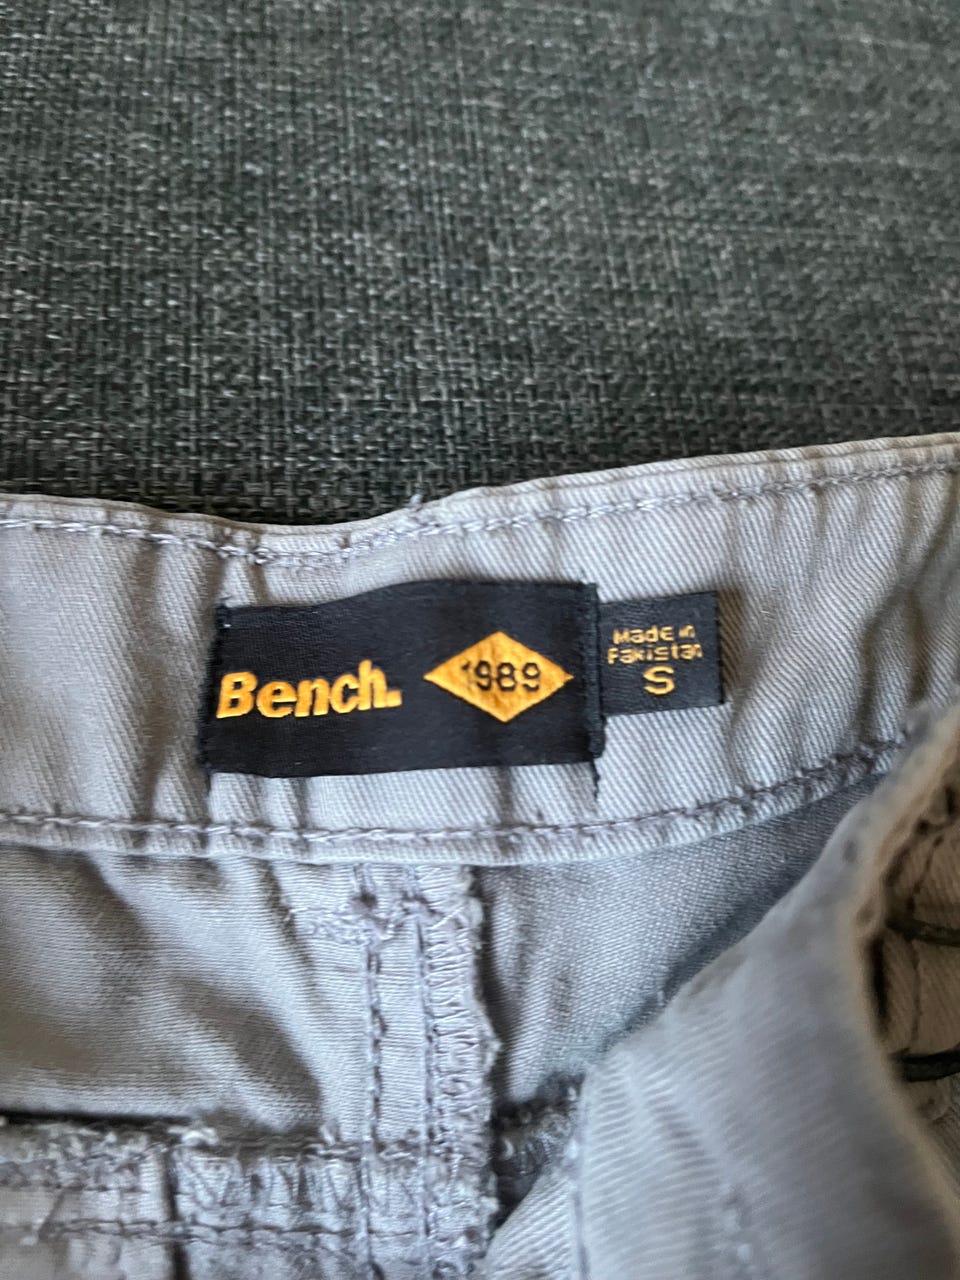 Bench.
1989
Made in
Pakistan
S